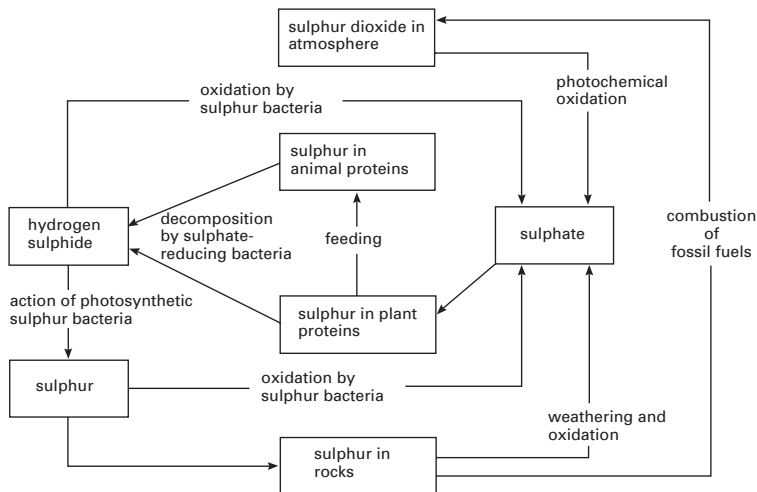 sulphur dioxide in
atmosphere
photochemical
oxidation
oxidation by
sulphur bacteria
sulphur in
animal proteins
hydrogen
sulphide
decomposition
by sulphate-
reducing bacteria
feeding
sulphate
combustion
of
fossil fuels
action of photosynthetic
sulphur bacteria
sulphur in plant
proteins
sulphur
oxidation by
sulphur bacteria
weathering and
oxidation
sulphur in
rocks